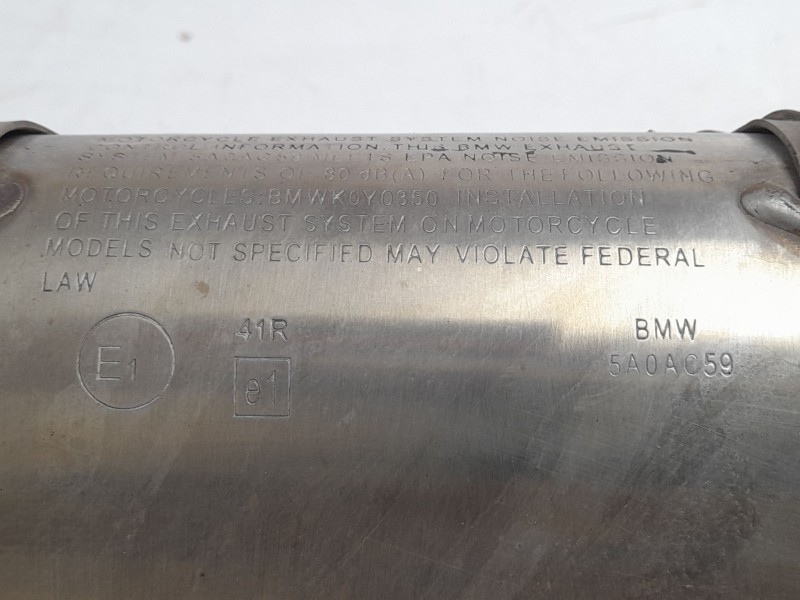 MOTORCYCLE EXHAUST SYSTEM NOISE EMISSION
CONTROL INFORMATION THIS BMW EXHAUST
SYSTEM 5A0AC59 MEETS EPA NOISE EMISSION
REQUIREMENTS OF 80 dB(A) FOR THE FOLLOWING
MOTORCYCLES:BMWK0Y0350 INSTALLATION
OF THIS EXHAUST SYSTEM ON MOTORCYCLE
MODELS NOT SPECIFIED MAY VIOLATE FEDERAL
LAW
E1
41R
e1
BMW
5A0AC59